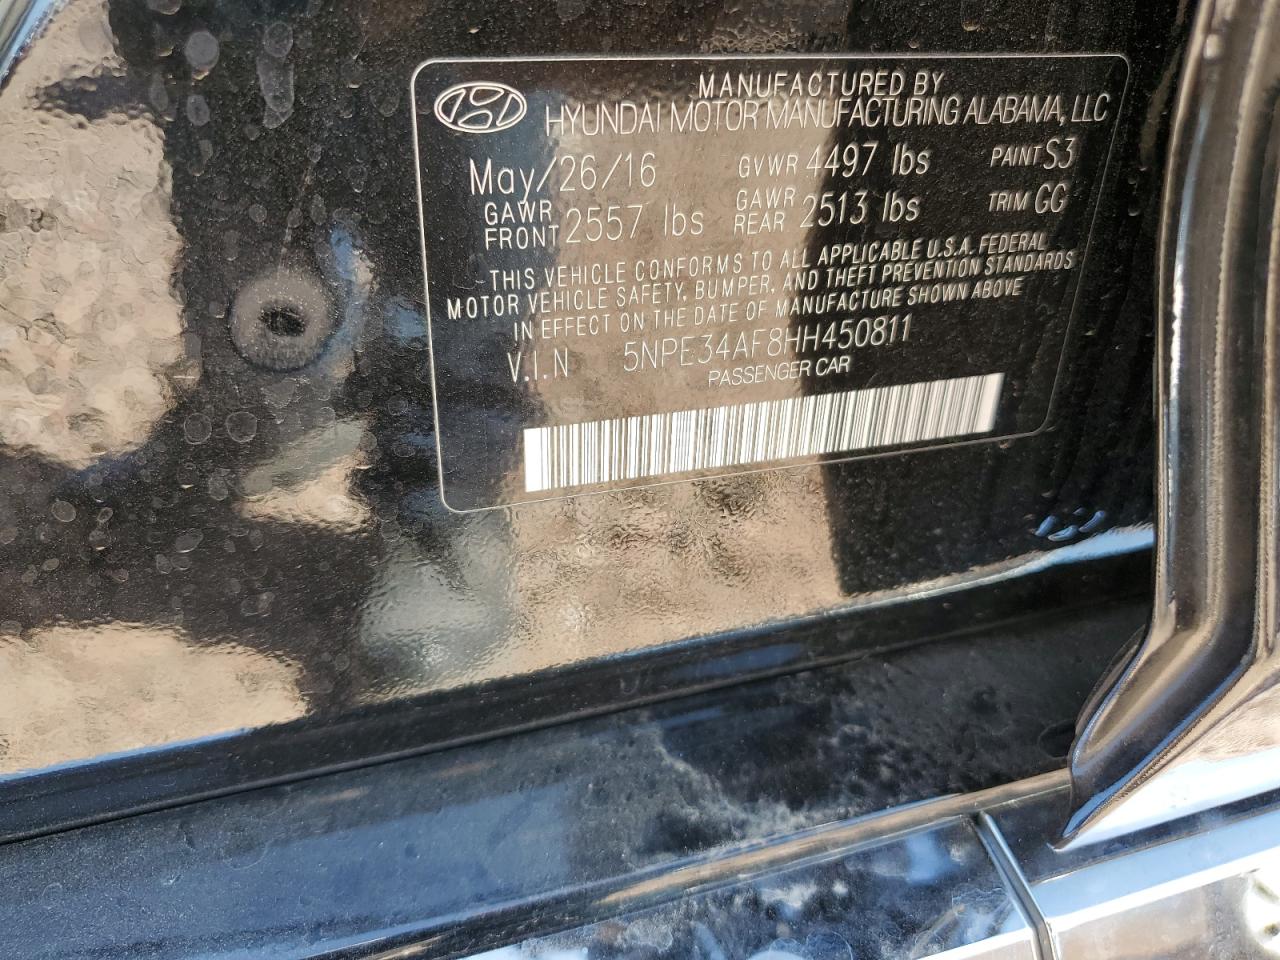 MANUFACTURED BY
HYUNDAI MOTOR MANUFACTURING ALABAMA, LLC
May/26/16 GVWR 4497 lbs PAINT S3
GAWR FRONT 2557 lbs GAWR REAR 2513 lbs TRIM GG
THIS VEHICLE CONFORMS TO ALL APPLICABLE U.S.A. FEDERAL
MOTOR VEHICLE SAFETY, BUMPER, AND THEFT PREVENTION STANDARDS
IN EFFECT ON THE DATE OF MANUFACTURE SHOWN ABOVE
V.I.N 5NPE34AF8HH450811
PASSENGER CAR